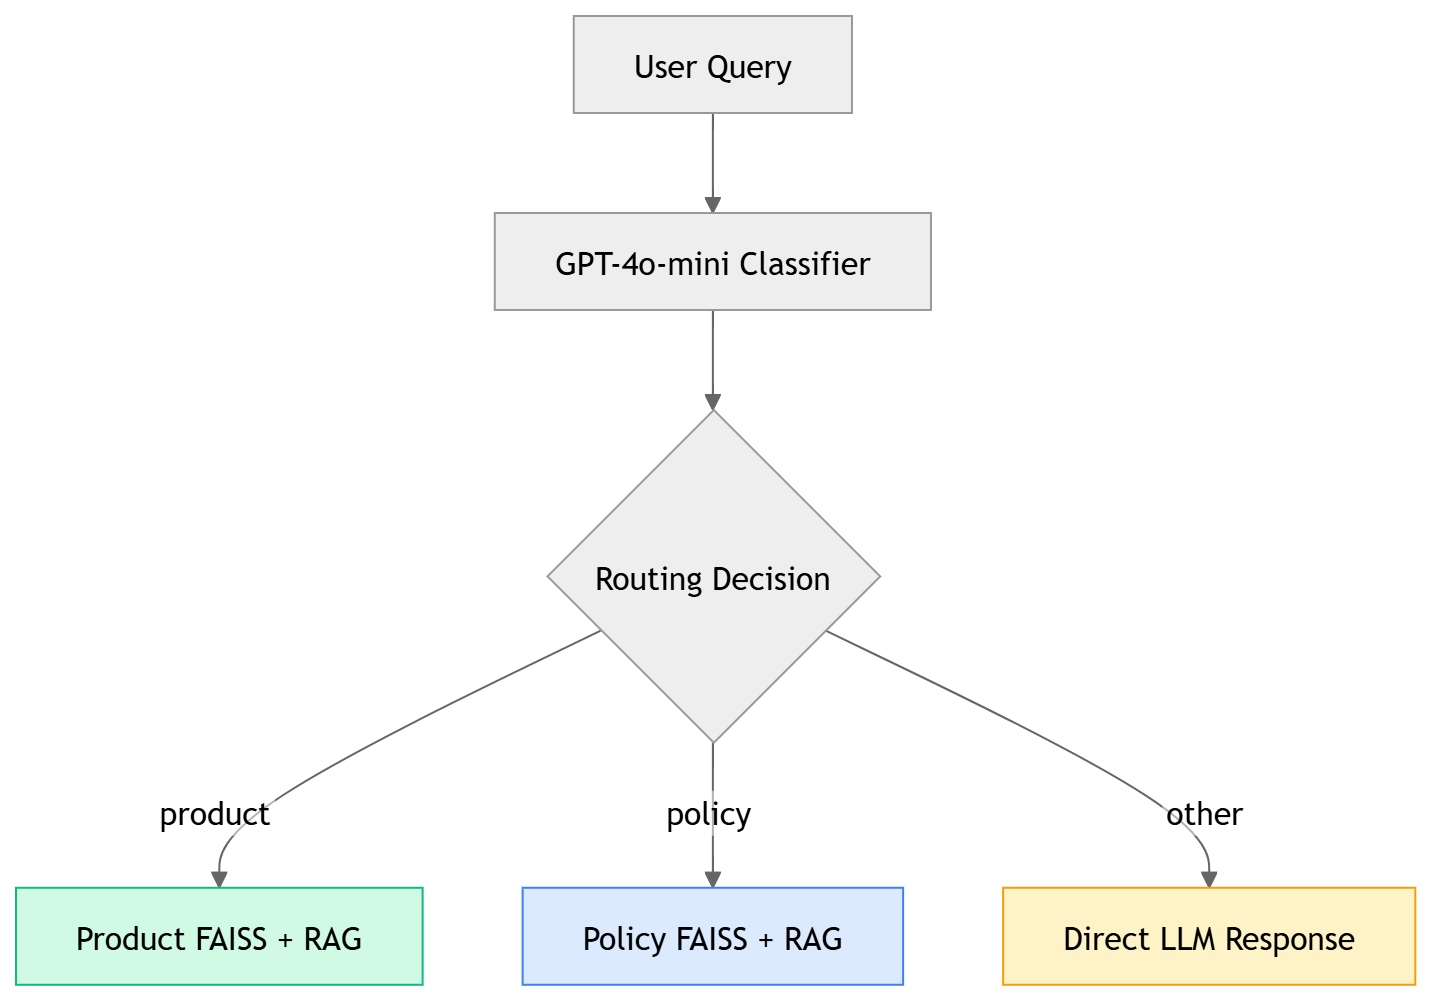 User Query
GPT-4o-mini Classifier
Routing Decision
product
policy
other
Product FAISS + RAG
Policy FAISS + RAG
Direct LLM Response